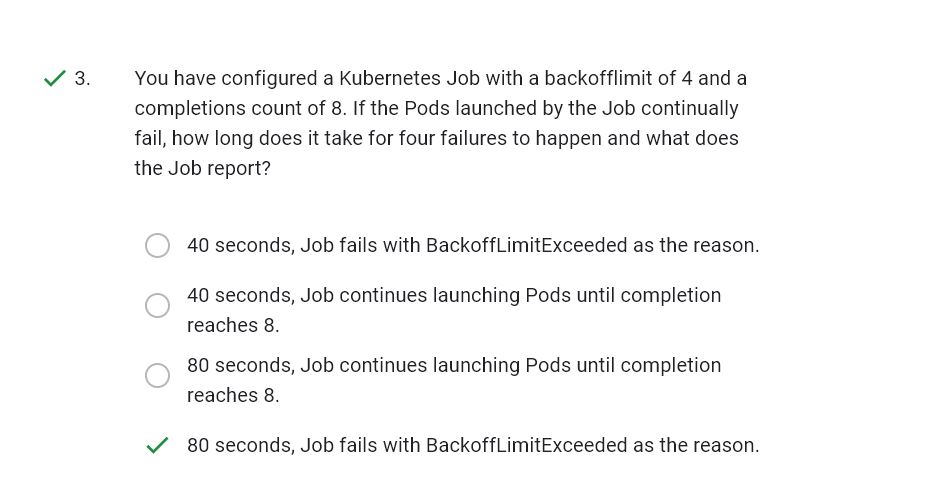 3. You have configured a Kubernetes Job with a backofflimit of 4 and a
completions count of 8. If the Pods launched by the Job continually
fail, how long does it take for four failures to happen and what does
the Job report?
40 seconds, Job fails with BackoffLimitExceeded as the reason.
40 seconds, Job continues launching Pods until completion
reaches 8.
80 seconds, Job continues launching Pods until completion
reaches 8.
80 seconds, Job fails with BackoffLimitExceeded as the reason.